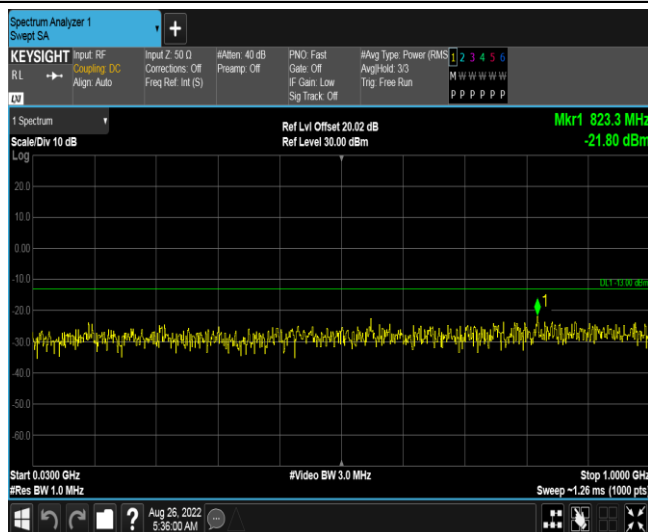 Spectrum Analyzer 1
Swept SA
+
KEYSIGHT
RL
Input: RF
Coupling: DC
Align: Auto
Input Z: 50 Ω
Corrections: Off
Freq Ref: Int (S)
#Atten: 40 dB
Preamp: Off
PNO: Fast
Gate: Off
IF Gain: Low
Sig Track: Off
#Avg Type: Power (RMS
Avg|Hold: 3/3
Trig: Free Run
1 2 3 4 5 6
M W W W W W
P P P P P P
LXI
1 Spectrum
Scale/Div 10 dB
Log
Ref Lvl Offset 20.02 dB
Ref Level 30.00 dBm
Mkr1 823.3 MHz
-21.80 dBm
20.0
10.0
0.00
-10.0
DL1 -13.00 dBm
1
-20.0
-30.0
-40.0
-50.0
-60.0
Start 0.0300 GHz
#Res BW 1.0 MHz
#Video BW 3.0 MHz
Stop 1.0000 GHz
Sweep ~1.26 ms (1000 pts)
?
Aug 26, 2022
5:36:00 AM